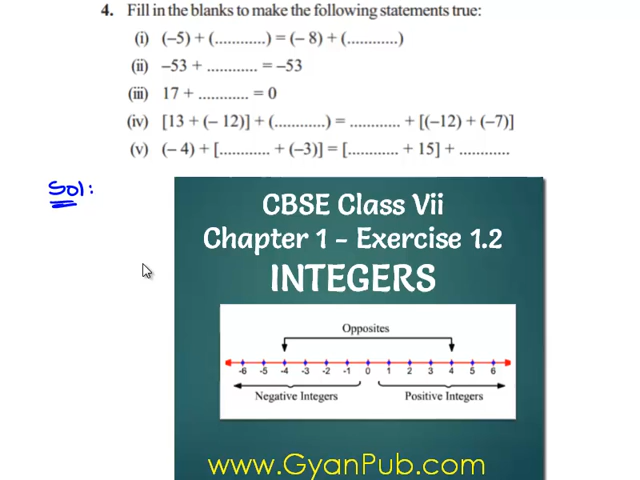 4. Fill in the blanks to make the following statements true:
(i) (–5) + (............) = (– 8) + (............)
(ii) –53 + ............ = –53
(iii) 17 + ............ = 0
(iv) [13 + (– 12)] + (............) = ............ + [(–12) + (–7)]
(v) (– 4) + [............ + (–3)] = [............ + 15] + ............
Sol:
CBSE Class Vii
Chapter 1 - Exercise 1.2
INTEGERS
Opposites
-6 -5 -4 -3 -2 -1 0 1 2 3 4 5 6
Negative Integers Positive Integers
www.GyanPub.com